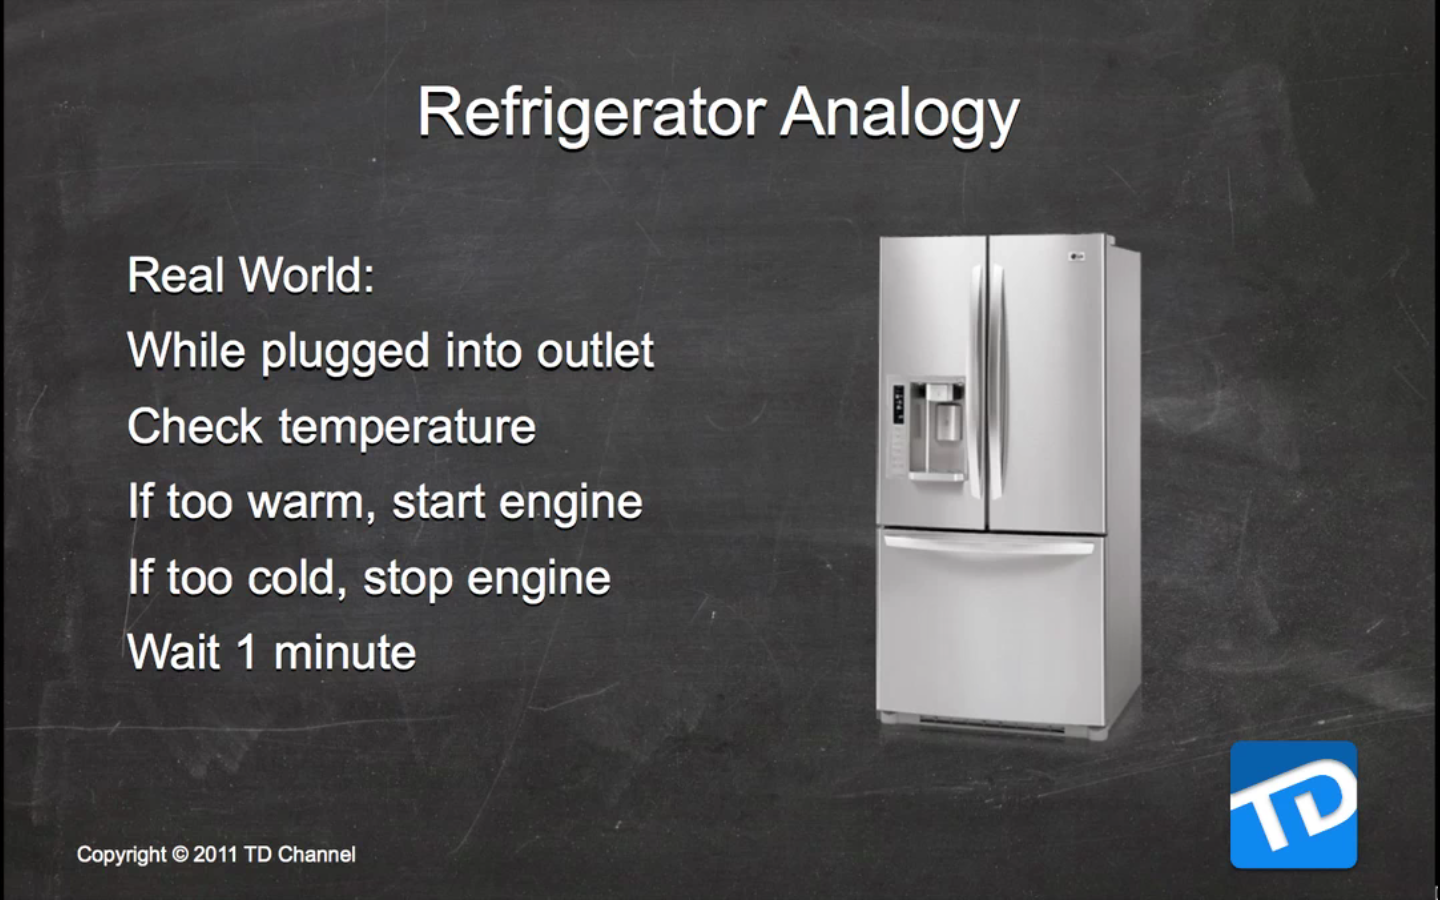 Refrigerator Analogy
Real World:
While plugged into outlet
Check temperature
If too warm, start engine
If too cold, stop engine
Wait 1 minute
LG
TD
Copyright © 2011 TD Channel